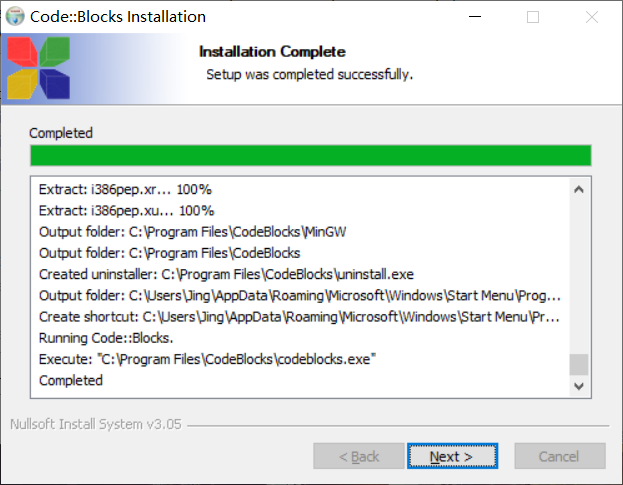 Code::Blocks Installation
Installation Complete
Setup was completed successfully.
Completed
Extract: i386pep.xr... 100%
Extract: i386pep.xu... 100%
Output folder: C:\Program Files\CodeBlocks\MinGW
Output folder: C:\Program Files\CodeBlocks
Created uninstaller: C:\Program Files\CodeBlocks\uninstall.exe
Output folder: C:\Users\Jing\AppData\Roaming\Microsoft\Windows\Start Menu\Prog...
Create shortcut: C:\Users\Jing\AppData\Roaming\Microsoft\Windows\Start Menu\Pr...
Running Code::Blocks.
Execute: "C:\Program Files\CodeBlocks\codeblocks.exe"
Completed
Nullsoft Install System v3.05
< Back Next > Cancel